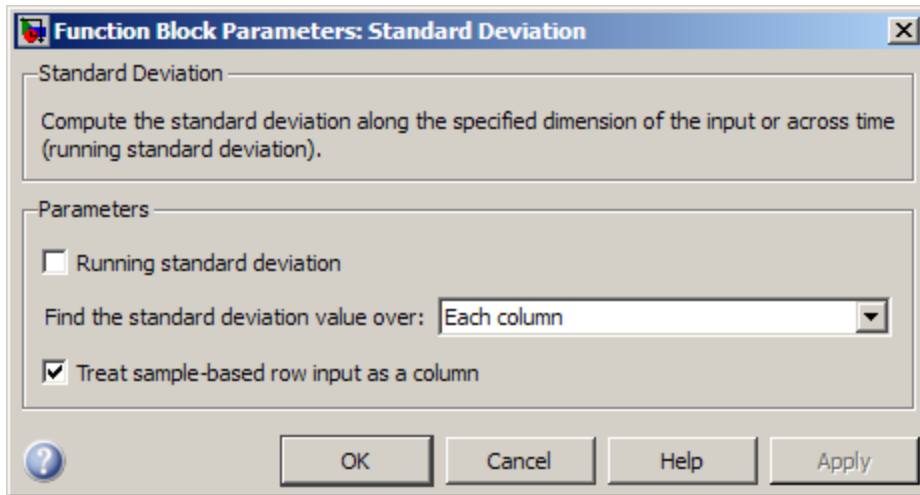 Function Block Parameters: Standard Deviation
Standard Deviation
Compute the standard deviation along the specified dimension of the input or across time
(running standard deviation).
Parameters
Running standard deviation
Find the standard deviation value over: Each column
Treat sample-based row input as a column
? OK Cancel Help Apply